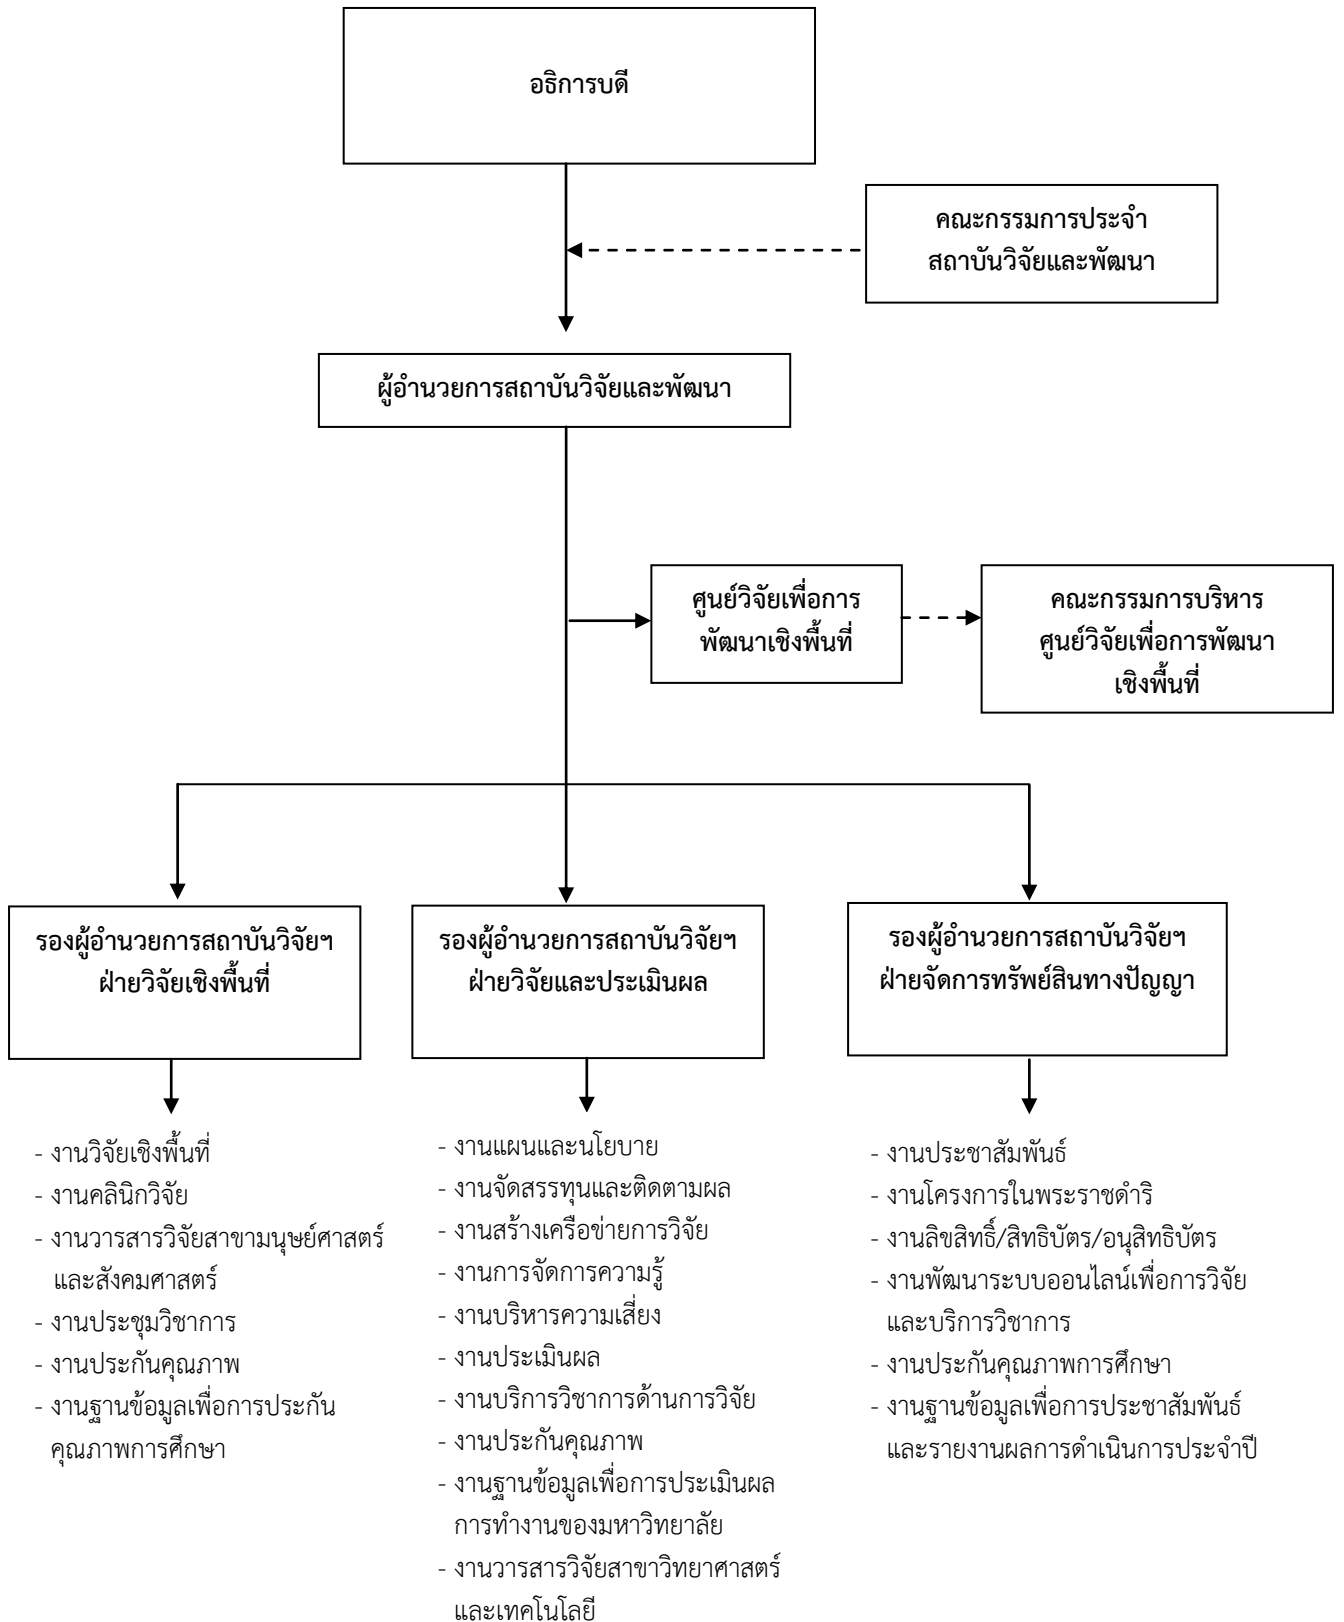 อธิการบดี
คณะกรรมการประจำ
สถาบันวิจัยและพัฒนา
ผู้อำนวยการสถาบันวิจัยและพัฒนา
ศูนย์วิจัยเพื่อการ
พัฒนาเชิงพื้นที่
คณะกรรมการบริหาร
ศูนย์วิจัยเพื่อการพัฒนา
เชิงพื้นที่
รองผู้อำนวยการสถาบันวิจัยฯ
ฝ่ายวิจัยเชิงพื้นที่
รองผู้อำนวยการสถาบันวิจัยฯ
ฝ่ายวิจัยและประเมินผล
รองผู้อำนวยการสถาบันวิจัยฯ
ฝ่ายจัดการทรัพย์สินทางปัญญา
- งานวิจัยเชิงพื้นที่
- งานคลินิกวิจัย
- งานวารสารวิจัยสาขามนุษย์ศาสตร์
และสังคมศาสตร์
- งานประชุมวิชาการ
- งานประกันคุณภาพ
- งานฐานข้อมูลเพื่อการประกัน
คุณภาพการศึกษา
- งานแผนและนโยบาย
- งานจัดสรรทุนและติดตามผล
- งานสร้างเครือข่ายการวิจัย
- งานการจัดการความรู้
- งานบริหารความเสี่ยง
- งานประเมินผล
- งานบริการวิชาการด้านการวิจัย
- งานประกันคุณภาพ
- งานฐานข้อมูลเพื่อการประเมินผล
การทำงานของมหาวิทยาลัย
- งานวารสารวิจัยสาขาวิทยาศาสตร์
และเทคโนโลยี
- งานประชาสัมพันธ์
- งานโครงการในพระราชดำริ
- งานลิขสิทธิ์/สิทธิบัตร/อนุสิทธิบัตร
- งานพัฒนาระบบออนไลน์เพื่อการวิจัย
และบริการวิชาการ
- งานประกันคุณภาพการศึกษา
- งานฐานข้อมูลเพื่อการประชาสัมพันธ์
และรายงานผลการดำเนินการประจำปี